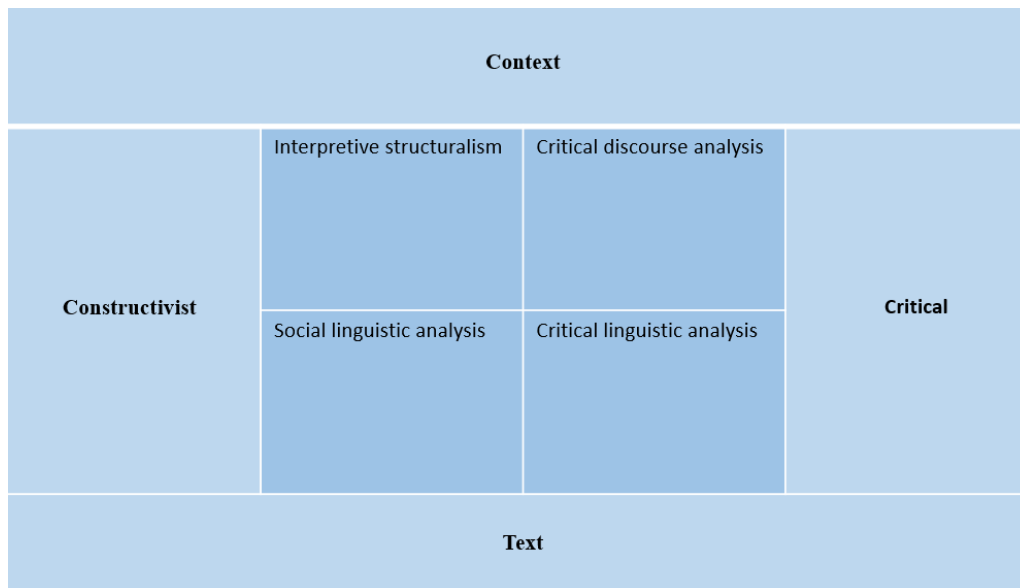 Context
Interpretive structuralism
Critical discourse analysis
Constructivist
Critical
Social linguistic analysis
Critical linguistic analysis
Text